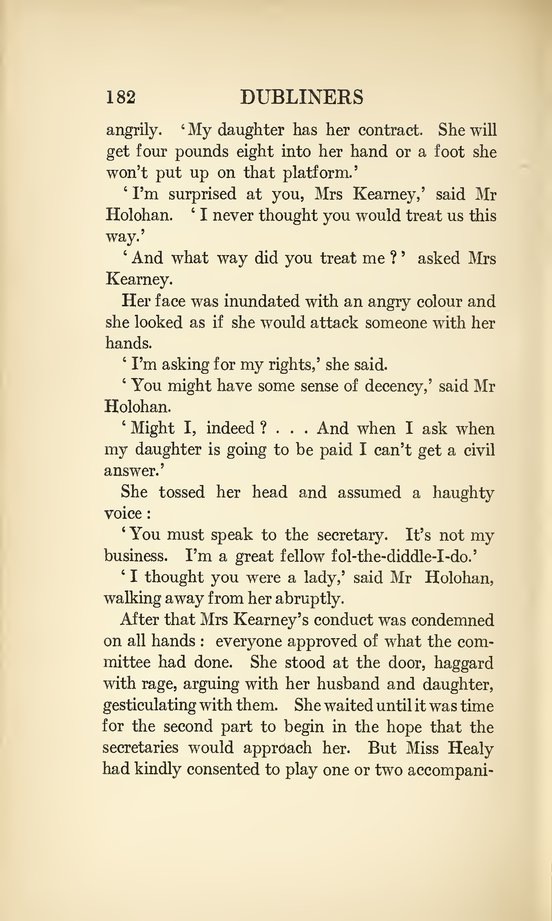 182 DUBLINERS
angrily. ‘My daughter has her contract. She will
get four pounds eight into her hand or a foot she
won’t put up on that platform.’
‘I’m surprised at you, Mrs Kearney,’ said Mr
Holohan. ‘I never thought you would treat us this
way.’
‘And what way did you treat me?’ asked Mrs
Kearney.
Her face was inundated with an angry colour and
she looked as if she would attack someone with her
hands.
‘I’m asking for my rights,’ she said.
‘You might have some sense of decency,’ said Mr
Holohan.
‘Might I, indeed? . . . And when I ask when
my daughter is going to be paid I can’t get a civil
answer.’
She tossed her head and assumed a haughty
voice:
‘You must speak to the secretary. It’s not my
business. I’m a great fellow fol-the-diddle-I-do.’
‘I thought you were a lady,’ said Mr Holohan,
walking away from her abruptly.
After that Mrs Kearney’s conduct was condemned
on all hands: everyone approved of what the com-
mittee had done. She stood at the door, haggard
with rage, arguing with her husband and daughter,
gesticulating with them. She waited until it was time
for the second part to begin in the hope that the
secretaries would approach her. But Miss Healy
had kindly consented to play one or two accompani-